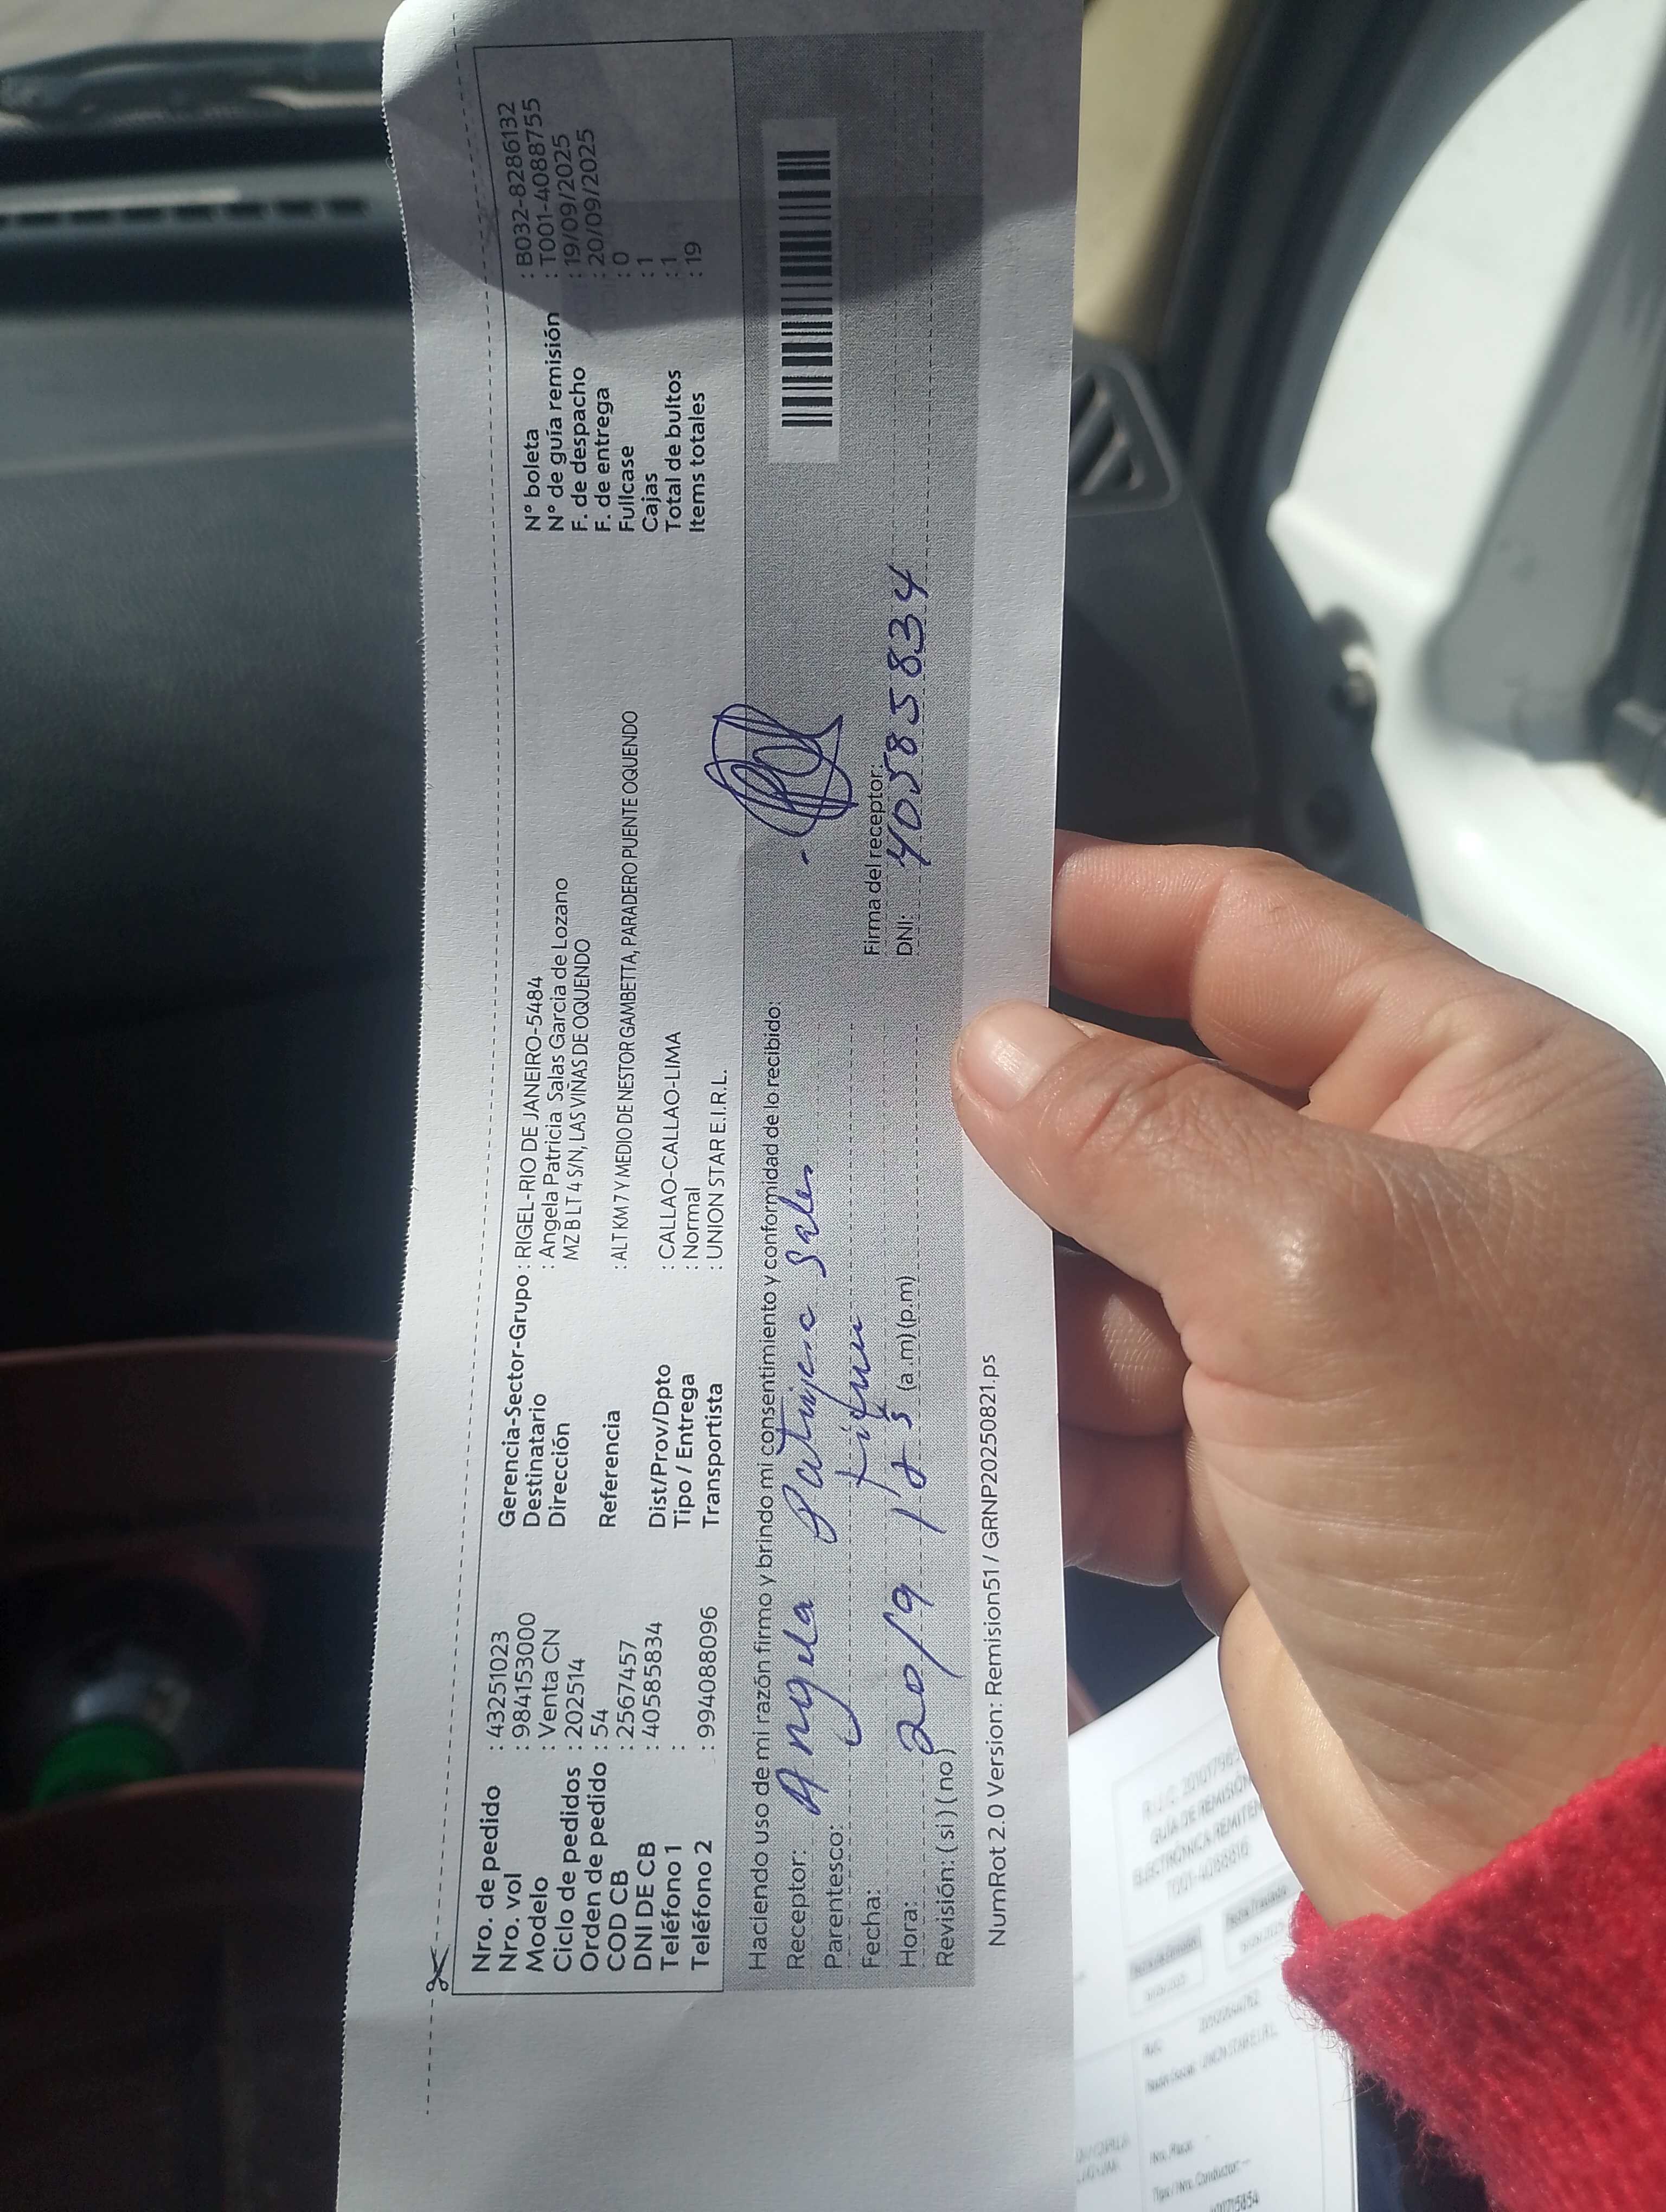 Nro. de pedido : 43251023
Nro. vol : 984153000
Modelo : Venta CN
Ciclo de pedidos : 202514
Orden de pedido : 54
COD CB : 2567457
DNI DE CB : 40585834
Teléfono 1 :
Teléfono 2 : 994088096
Gerencia-Sector-Grupo : RIGEL-RIO DE JANEIRO-5484
Destinatario : Angela Patricia Salas Garcia de Lozano
Dirección MZ B LT 4 S/N, LAS VIÑAS DE OQUENDO
Referencia : ALT KM 7 Y MEDIO DE NESTOR GAMBETTA, PARADERO PUENTE OQUENDO
Dist/Prov/Dpto : CALLAO-CALLAO-LIMA
Tipo / Entrega : Normal
Transportista : UNION STAR E.I.R.L.
N° boleta : B032-8286132
N° de guía remisión : T001-4088755
F. de despacho : 19/09/2025
F. de entrega : 20/09/2025
Fullcase : 0
Cajas : 1
Total de bultos : 1
Items totales : 19
Haciendo uso de mi razón firmo y brindo mi consentimiento y conformidad de lo recibido:
Receptor: Angela
Parentesco:
Fecha:
Hora: 20/9 (a.m) (p.m)
Revisión: (si) (no)
Firma del receptor:
DNI: 40585834
NumRot 2.0 Version: Remision51 / GRNP20250821.ps
GUÍA DE REMISIÓN
ELECTRÓNICA REMITEN